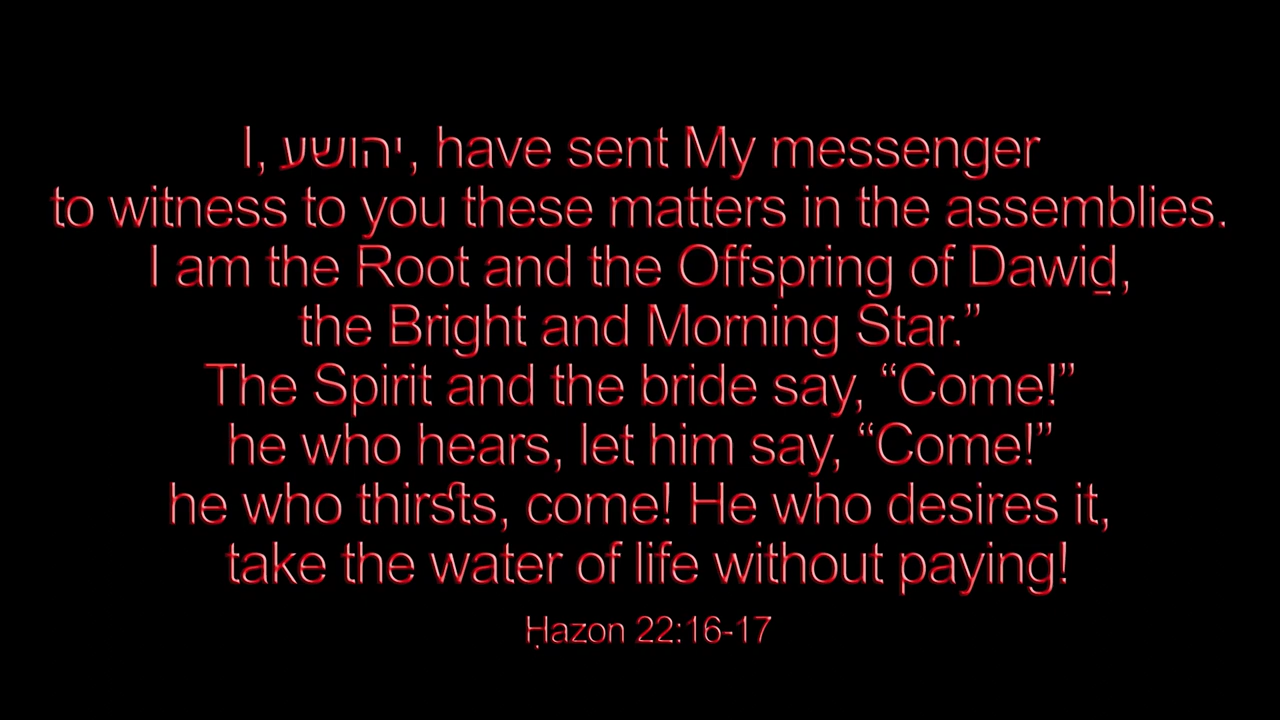 I, יהושע, have sent My messenger
to witness to you these matters in the assemblies.
I am the Root and the Offspring of Dawiḏ,
the Bright and Morning Star.”
The Spirit and the bride say, “Come!”
he who hears, let him say, “Come!”
he who thirsts, come! He who desires it,
take the water of life without paying!
Ḥazon 22:16-17